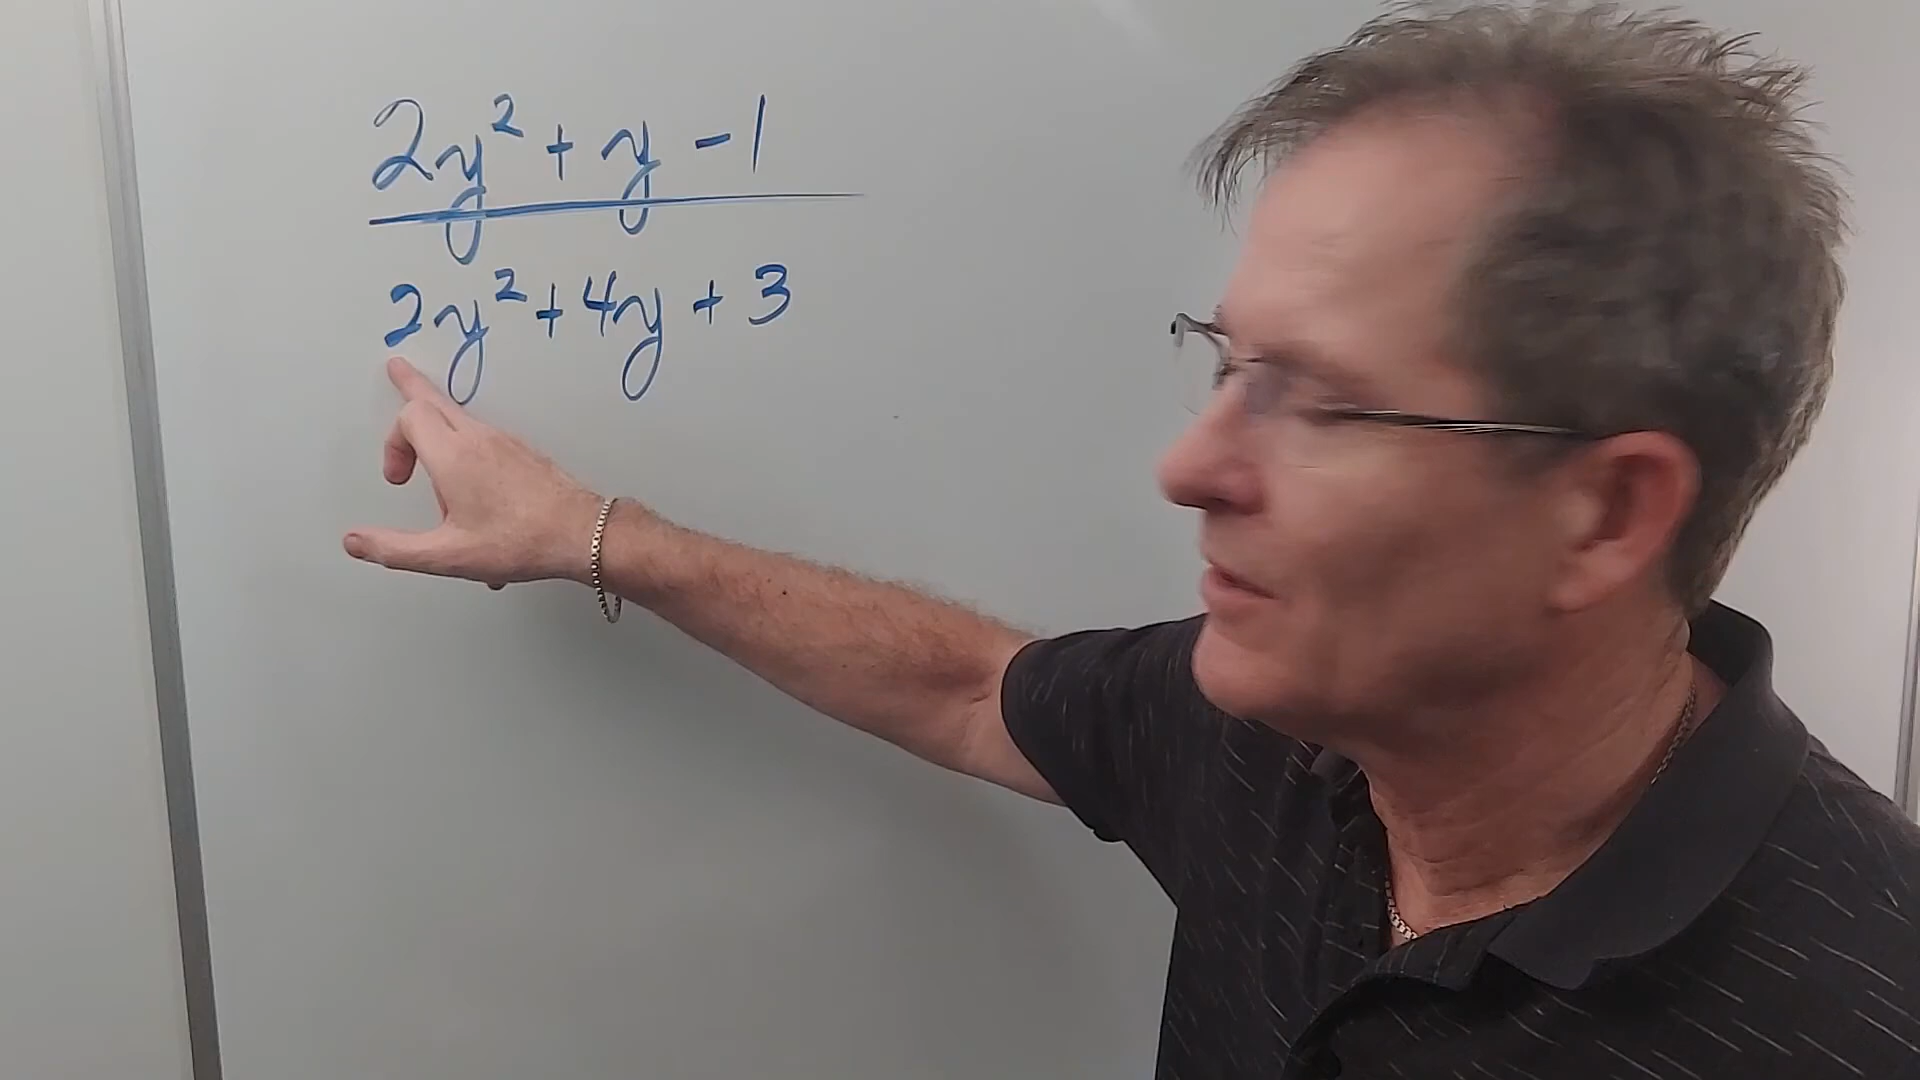 2y² + y - 1
2y² + 4y + 3